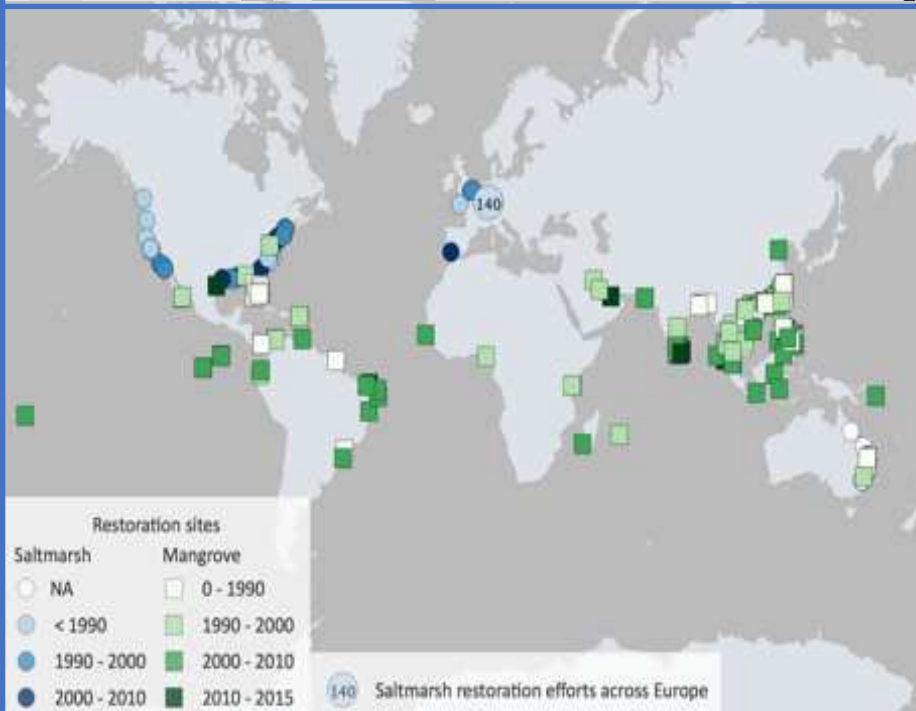 140
Restoration sites
Saltmarsh Mangrove
NA 0 - 1990
< 1990 1990 - 2000
1990 - 2000 2000 - 2010
2000 - 2010 2010 - 2015
140 Saltmarsh restoration efforts across Europe